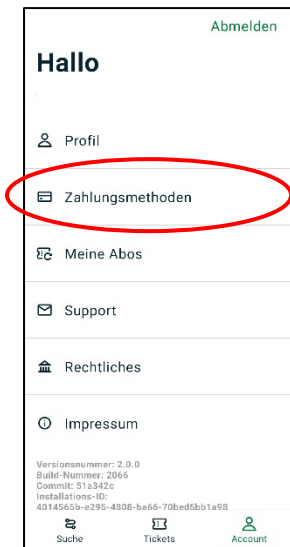 Abmelden
Hallo
Profil
Zahlungsmethoden
Meine Abos
Support
Rechtliches
Impressum
Versionsnummer: 2.0.0
Build-Nummer: 2066
Commit: 51a342c
Installations-ID:
4014565b-e295-4808-ba66-70bed5bb1a98
Suche Tickets Account